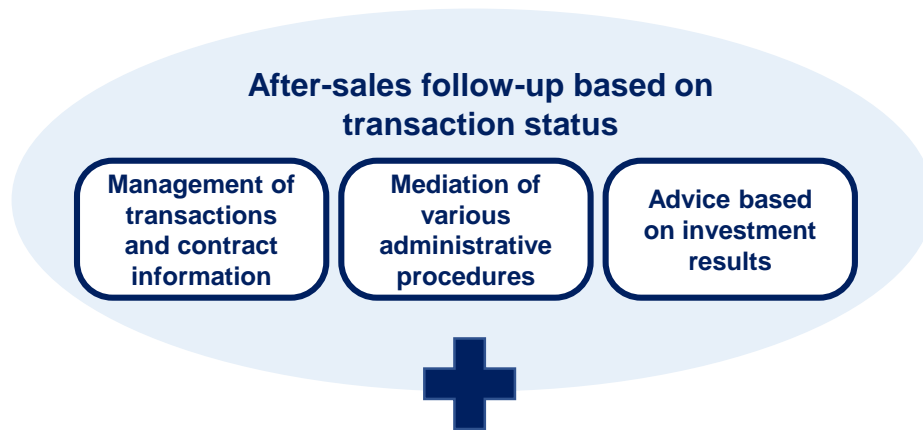 After-sales follow-up based on
transaction status
Management of
transactions
and contract
information
Mediation of
various
administrative
procedures
Advice based
on investment
results